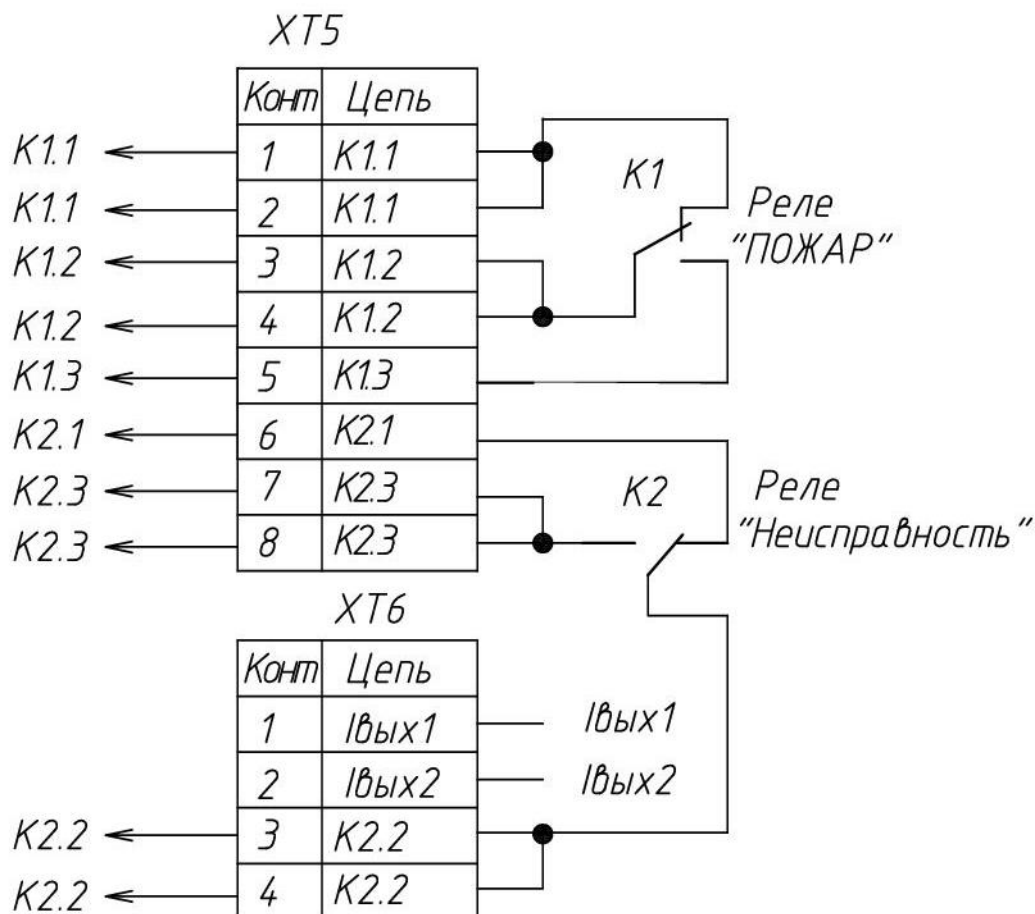 XT5
Конт Цепь
K1.1 1 K1.1
K1.1 2 K1.1
K1.2 3 K1.2
K1.2 4 K1.2
K1.3 5 K1.3
K2.1 6 K2.1
K2.3 7 K2.3
K2.3 8 K2.3
K1
Реле
"ПОЖАР"
K2
Реле
"Неисправность"
XT6
Конт Цепь
1 Iвых1 Iвых1
2 Iвых2 Iвых2
K2.2 3 K2.2
K2.2 4 K2.2